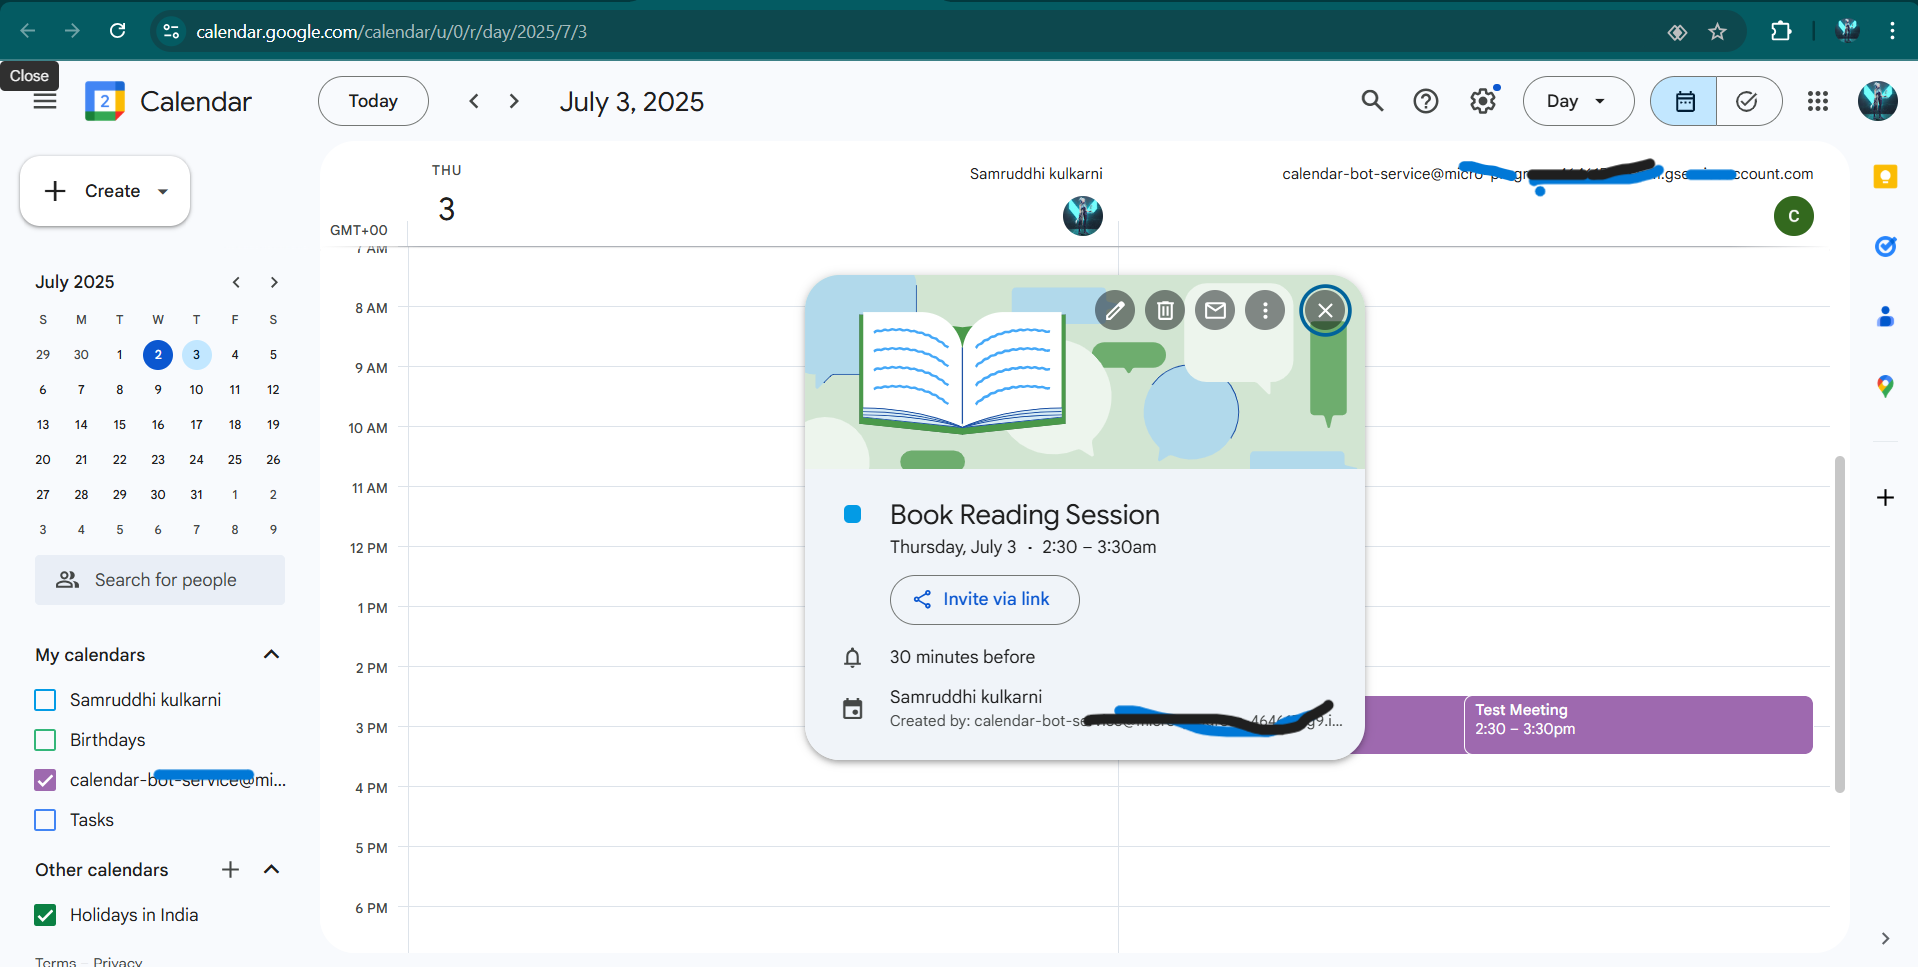 calendar.google.com/calendar/u/0/r/day/2025/7/3
Close
2
Calendar
Today
July 3, 2025
Day
Create
THU
3
GMT+00
Samruddhi kulkarni
calendar-bot-service@
ccount.com
C
July 2025
S M T W T F S
29 30 1 2 3 4 5
6 7 8 9 10 11 12
13 14 15 16 17 18 19
20 21 22 23 24 25 26
27 28 29 30 31 1 2
3 4 5 6 7 8 9
Search for people
My calendars
Samruddhi kulkarni
Birthdays
calendar-bot-service@mi...
Tasks
Other calendars
Holidays in India
Terms – Privacy
7 AM
8 AM
9 AM
10 AM
11 AM
12 PM
1 PM
2 PM
3 PM
4 PM
5 PM
6 PM
Book Reading Session
Thursday, July 3 · 2:30 – 3:30am
Invite via link
30 minutes before
Samruddhi kulkarni
Created by: calendar-bot-se
Test Meeting
2:30 – 3:30pm